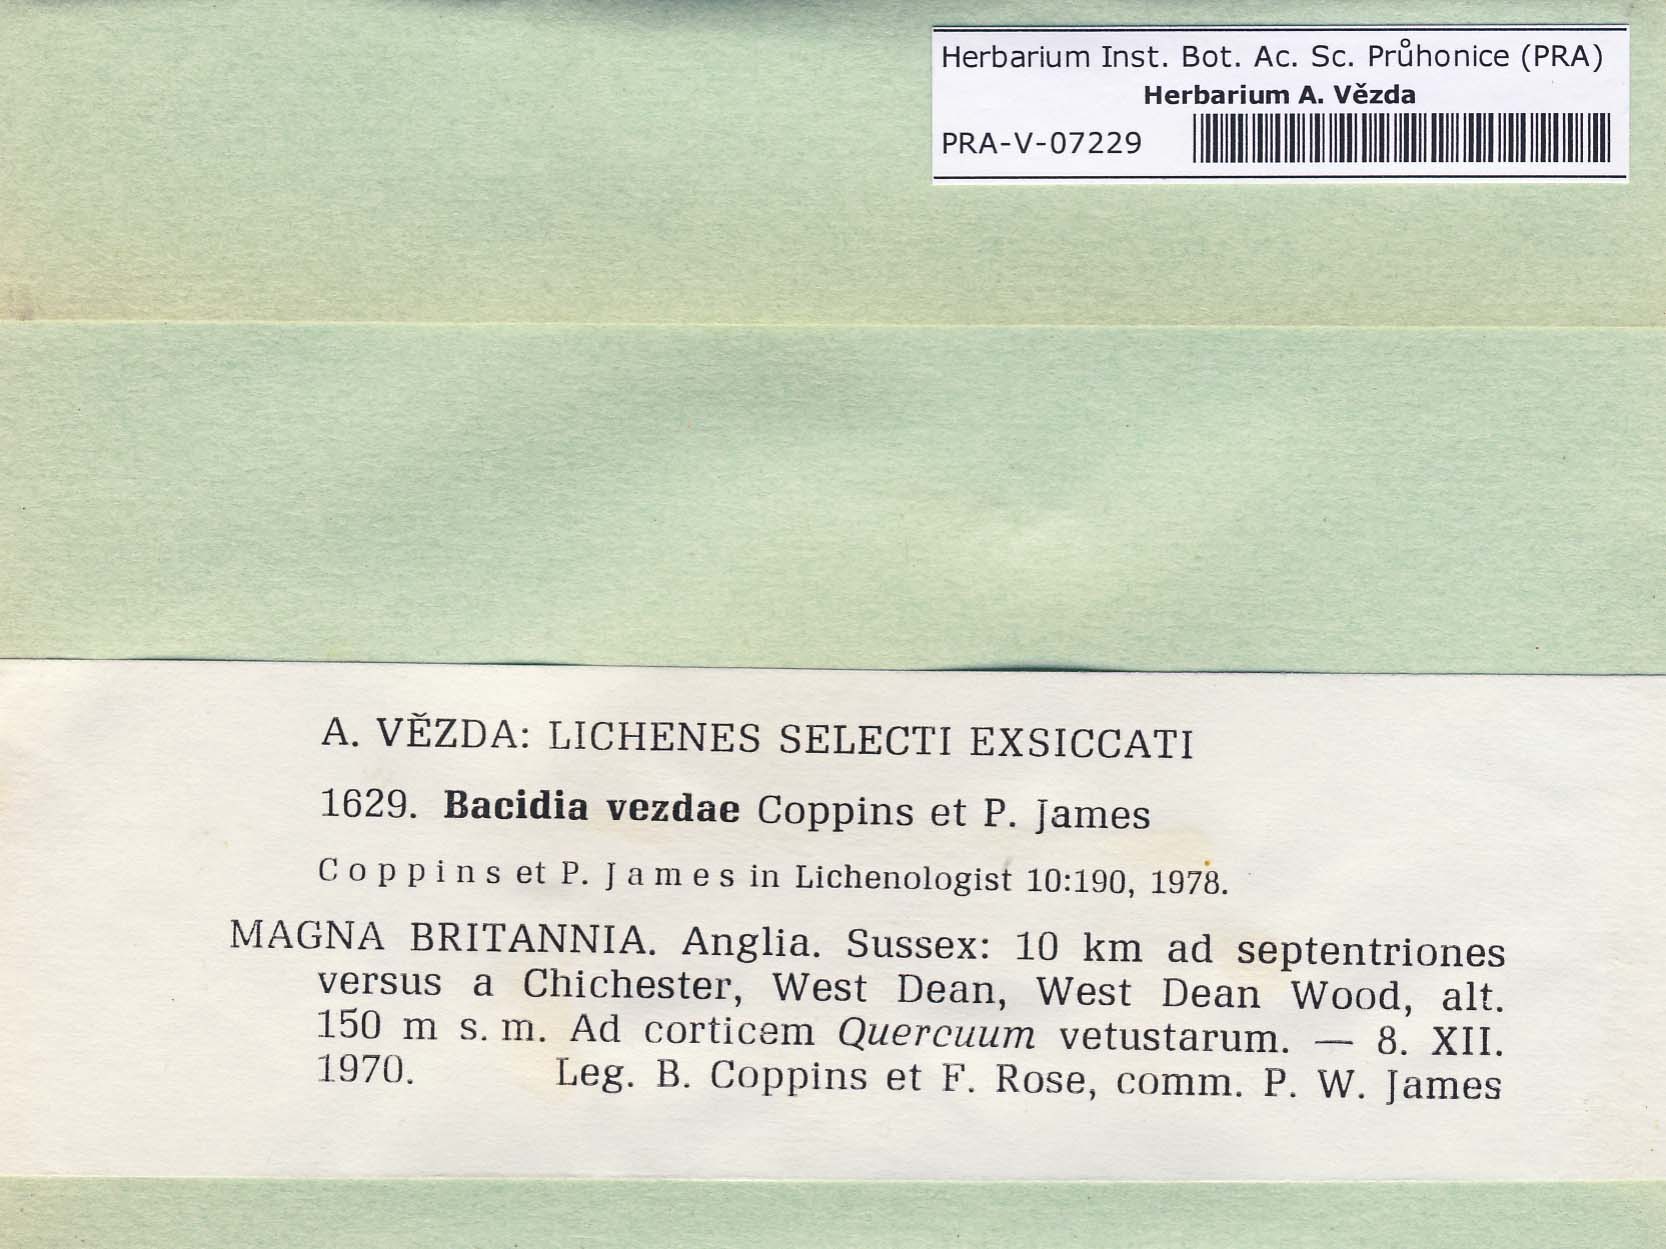 Herbarium Inst. Bot. Ac. Sc. Průhonice (PRA)
Herbarium A. Vězda
PRA-V-07229
A. VĚZDA: LICHENES SELECTI EXSICCATI
1629. Bacidia vezdae Coppins et P. James
Coppins et P. James in Lichenologist 10:190, 1978.
MAGNA BRITANNIA. Anglia. Sussex: 10 km ad septentriones
versus a Chichester, West Dean, West Dean Wood, alt.
150 m s. m. Ad corticem Quercuum vetustarum. — 8. XII.
1970. Leg. B. Coppins et F. Rose, comm. P. W. James